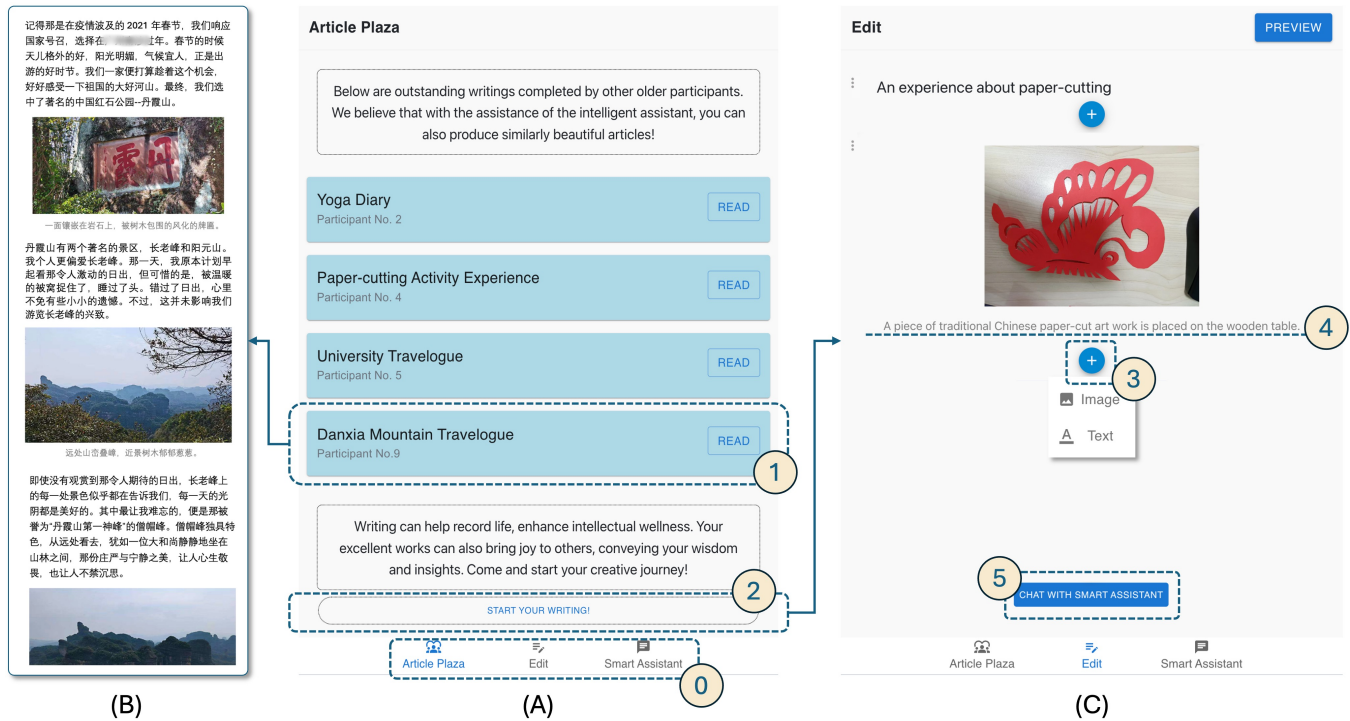 记得那是在疫情波及的 2021 年春节，我们响应
国家号召，选择在 过年。春节的时候
天儿格外的好，阳光明媚，气候宜人，正是出
游的好时节。我们一家便打算趁着这个机会，
好好感受一下祖国的大好河山。最终，我们选
中了著名的中国红石公园--丹霞山。
一面镶嵌在岩石上，被树木包围的风化的牌匾。
丹霞山有两个著名的景区，长老峰和阳元山。
我个人更偏爱长老峰。那一天，我原本计划早
起看那令人激动的日出，但可惜的是，被温暖
的被窝捉住了，睡过了头。错过了日出，心里
不免有些小小的遗憾。不过，这并未影响我们
游览长老峰的兴致。
远处山峦叠嶂，近景树木郁郁葱葱。
即使没有观赏到那令人期待的日出，长老峰上
的每一处景色似乎都在告诉我们，每一天的光
阴都是美好的。其中最让我难忘的，便是那被
誉为“丹霞山第一神峰”的僧帽峰。僧帽峰独具特
色，从远处看去，犹如一位大和尚静静地坐在
山林之间，那份庄严与宁静之美，让人心生敬
畏，也让人不禁沉思。
(B)
Article Plaza
Below are outstanding writings completed by other older participants.
We believe that with the assistance of the intelligent assistant, you can
also produce similarly beautiful articles!
Yoga Diary
Participant No. 2
READ
Paper-cutting Activity Experience
Participant No. 4
READ
University Travelogue
Participant No. 5
READ
Danxia Mountain Travelogue
Participant No.9
READ
1
Writing can help record life, enhance intellectual wellness. Your
excellent works can also bring joy to others, conveying your wisdom
and insights. Come and start your creative journey!
2
START YOUR WRITING!
Article Plaza
Edit
Smart Assistant
0
(A)
Edit
PREVIEW
An experience about paper-cutting
A piece of traditional Chinese paper-cut art work is placed on the wooden table.
4
3
Image
Text
5
CHAT WITH SMART ASSISTANT
Article Plaza
Edit
Smart Assistant
(C)